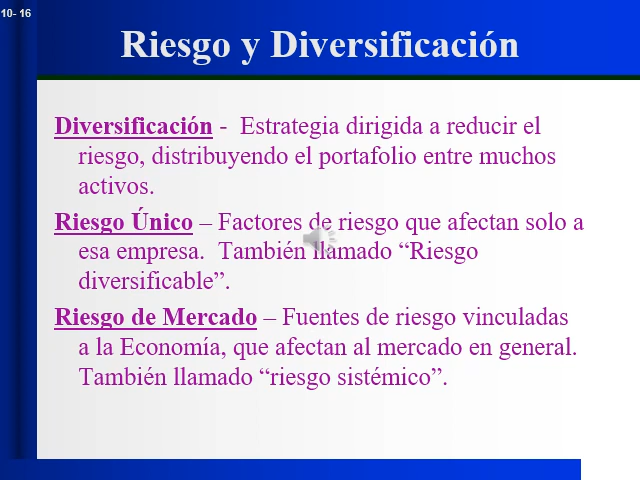 10- 16
Riesgo y Diversificación
Diversificación - Estrategia dirigida a reducir el
riesgo, distribuyendo el portafolio entre muchos
activos.
Riesgo Único – Factores de riesgo que afectan solo a
esa empresa. También llamado “Riesgo
diversificable”.
Riesgo de Mercado – Fuentes de riesgo vinculadas
a la Economía, que afectan al mercado en general.
También llamado “riesgo sistémico”.